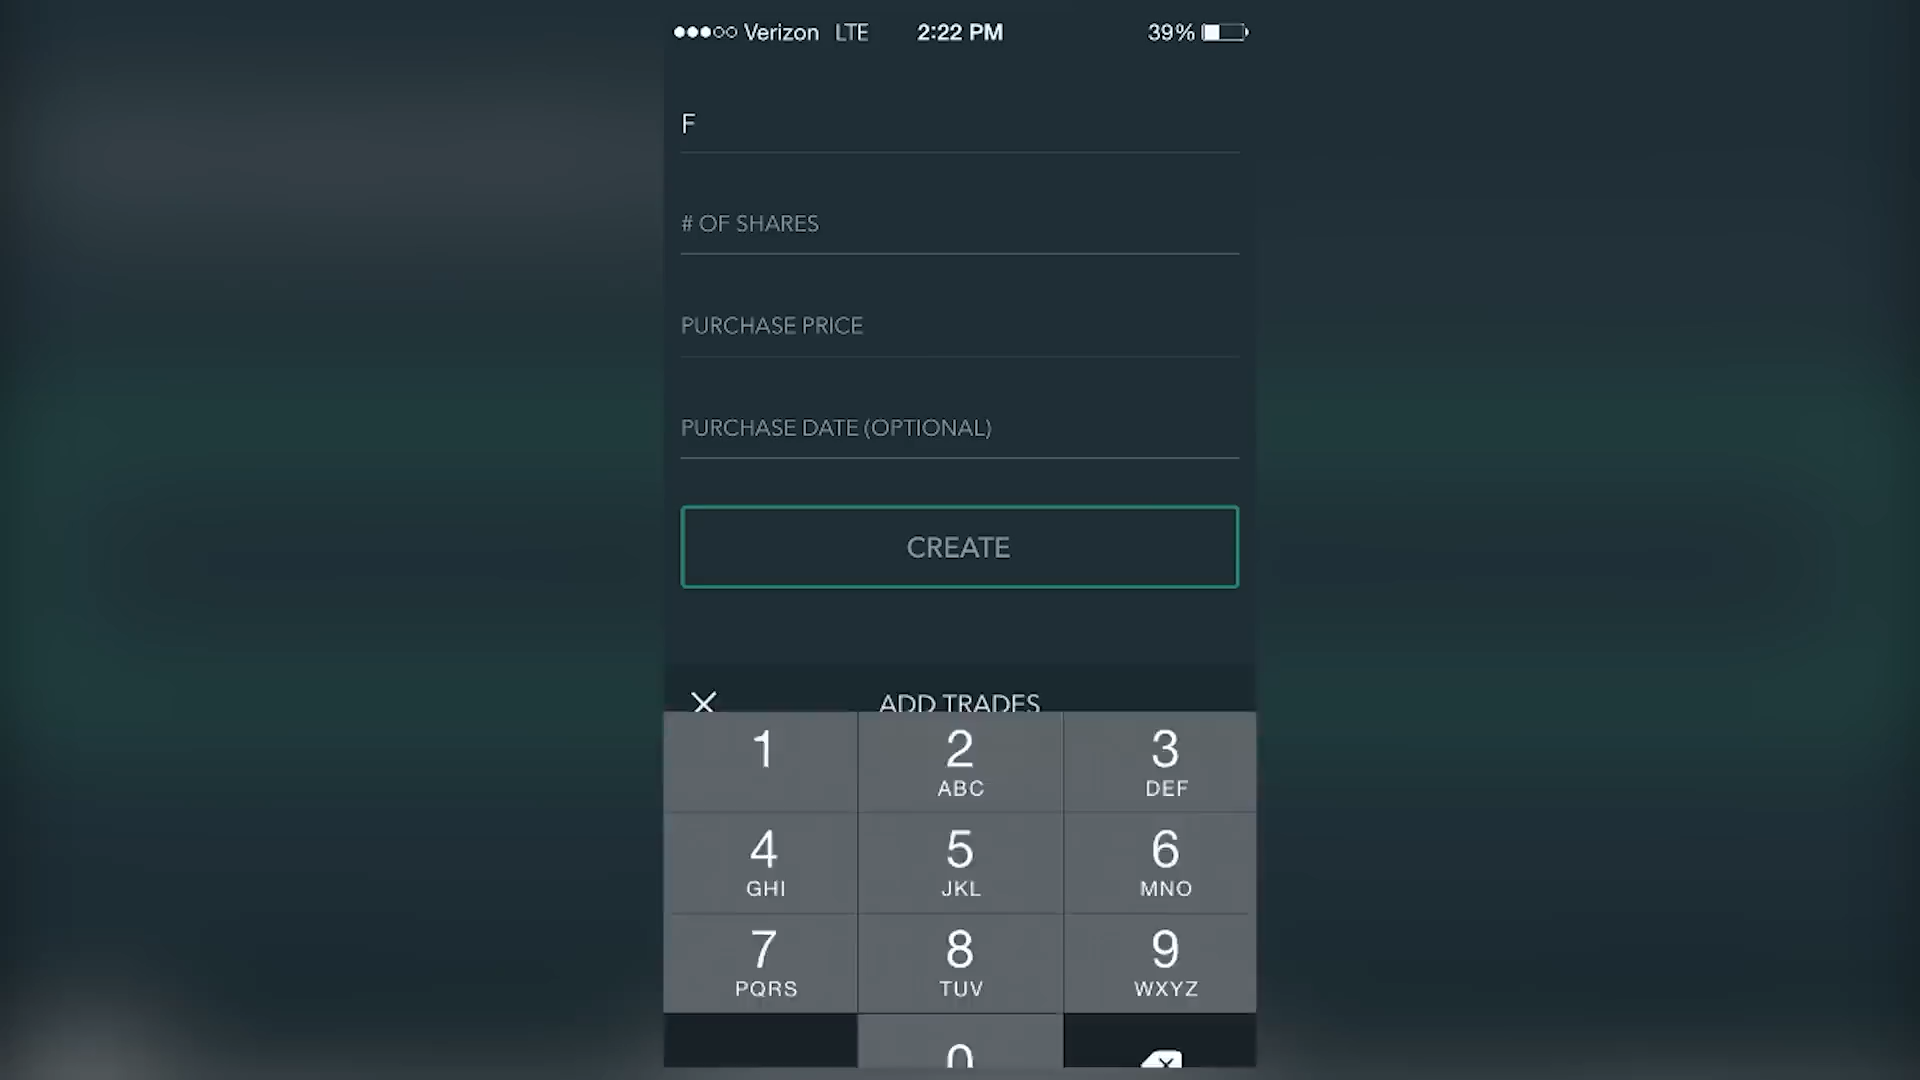 Verizon LTE 2:22 PM 39%
F
# OF SHARES
PURCHASE PRICE
PURCHASE DATE (OPTIONAL)
CREATE
ADD TRADES
1 2 3
ABC DEF
4 5 6
GHI JKL MNO
7 8 9
PQRS TUV WXYZ
0